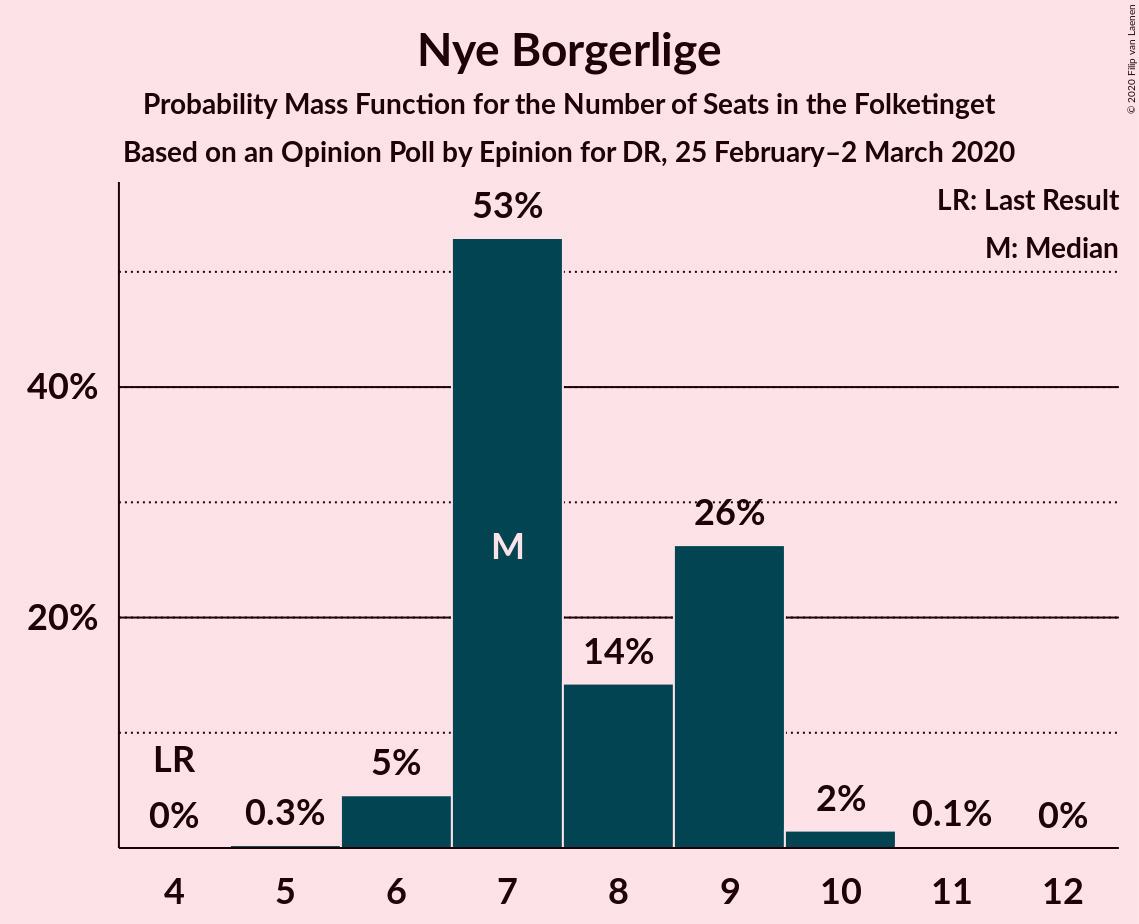 Nye Borgerlige
Probability Mass Function for the Number of Seats in the Folketinget
Based on an Opinion Poll by Epinion for DR, 25 February–2 March 2020
© 2020 Filip van Laenen
LR: Last Result
M: Median
53%
40%
26%
M
20%
14%
LR
5%
2%
0%
0.3%
0.1%
0%
4 5 6 7 8 9 10 11 12